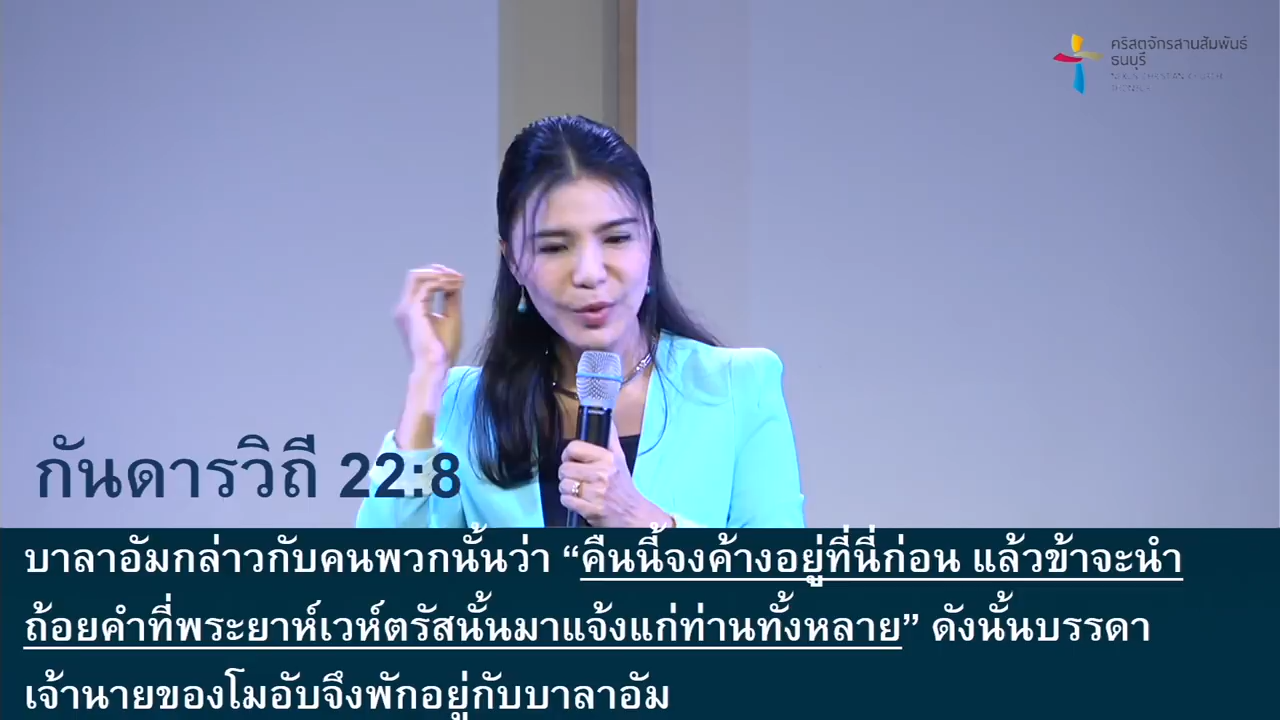 คริสตจักรสานสัมพันธ์
ธนบุรี
กันดารวิถี 22:8
บาลาอัมกล่าวกับคนพวกนั้นว่า “คืนนี้จงค้างอยู่ที่นี่ก่อน แล้วข้าจะนำ
ถ้อยคำที่พระยาห์เวห์ตรัสนั้นมาแจ้งแก่ท่านทั้งหลาย” ดังนั้นบรรดา
เจ้านายของโมอับจึงพักอยู่กับบาลาอัม